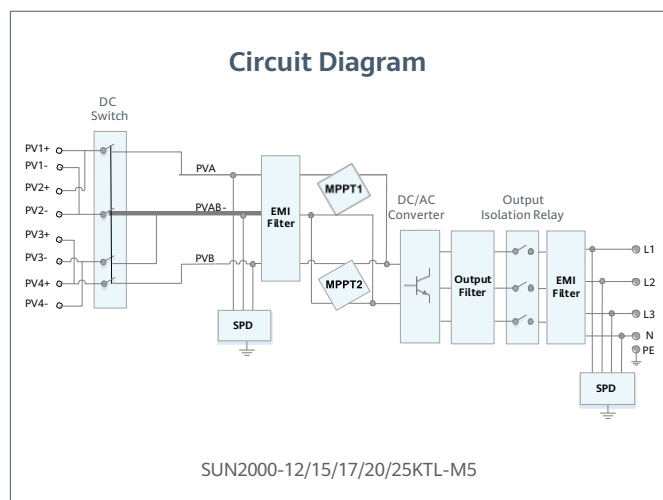 Circuit Diagram
DC
Switch
PV1+
PV1-
PV2+
PV2-
PV3+
PV3-
PV4+
PV4-
PVA
PVAB-
PVB
EMI
Filter
SPD
MPPT1
MPPT2
DC/AC
Converter
Output
Filter
Output
Isolation Relay
EMI
Filter
L1
L2
L3
N
PE
SPD
SUN2000-12/15/17/20/25KTL-M5